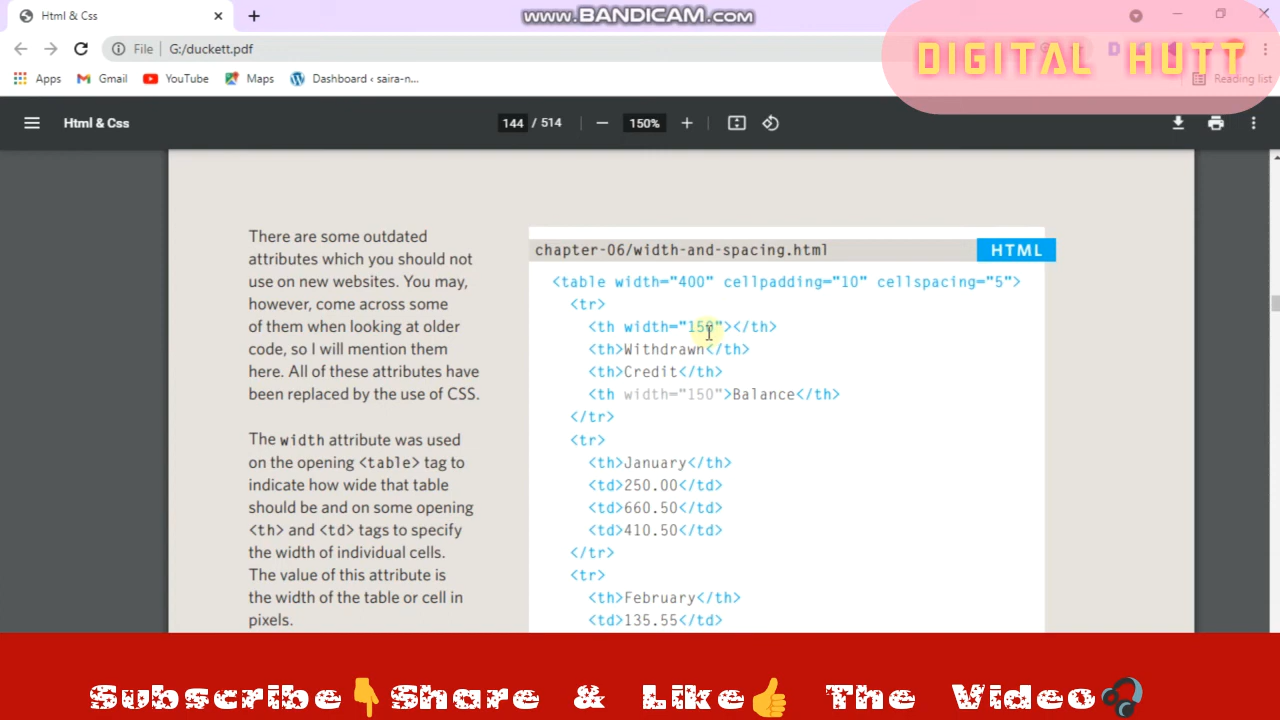 Html & Css
www.BANDICAM.com
File
G:/duckett.pdf
DIGITAL HUTT
Apps
Gmail
YouTube
Maps
Dashboard ‹ saira-n...
Reading list
Html & Css
144 / 514
150%
There are some outdated
attributes which you should not
use on new websites. You may,
however, come across some
of them when looking at older
code, so I will mention them
here. All of these attributes have
been replaced by the use of CSS.
The width attribute was used
on the opening <table> tag to
indicate how wide that table
should be and on some opening
<th> and <td> tags to specify
the width of individual cells.
The value of this attribute is
the width of the table or cell in
pixels.
chapter-06/width-and-spacing.html
HTML
<table width="400" cellpadding="10" cellspacing="5">
<tr>
<th width="150"></th>
<th>Withdrawn</th>
<th>Credit</th>
<th width="150">Balance</th>
</tr>
<tr>
<th>January</th>
<td>250.00</td>
<td>660.50</td>
<td>410.50</td>
</tr>
<tr>
<th>February</th>
<td>135.55</td>
Subscribe👇Share & Like👍 The Video🎧